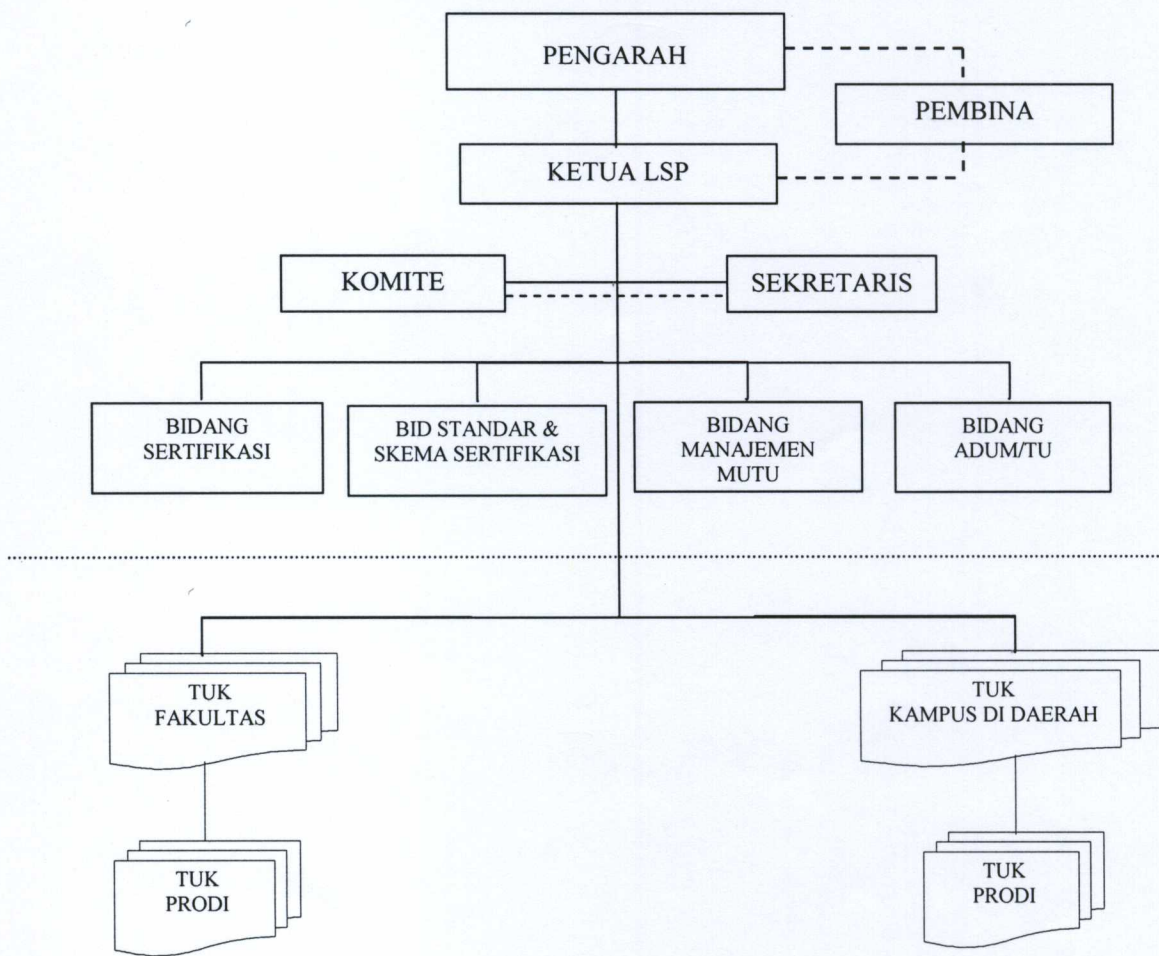 PENGARAH
PEMBINA
KETUA LSP
KOMITE
SEKRETARIS
BIDANG
SERTIFIKASI
BID STANDAR &
SKEMA SERTIFIKASI
BIDANG
MANAJEMEN
MUTU
BIDANG
ADUM/TU
TUK
FAKULTAS
TUK
KAMPUS DI DAERAH
TUK
PRODI
TUK
PRODI